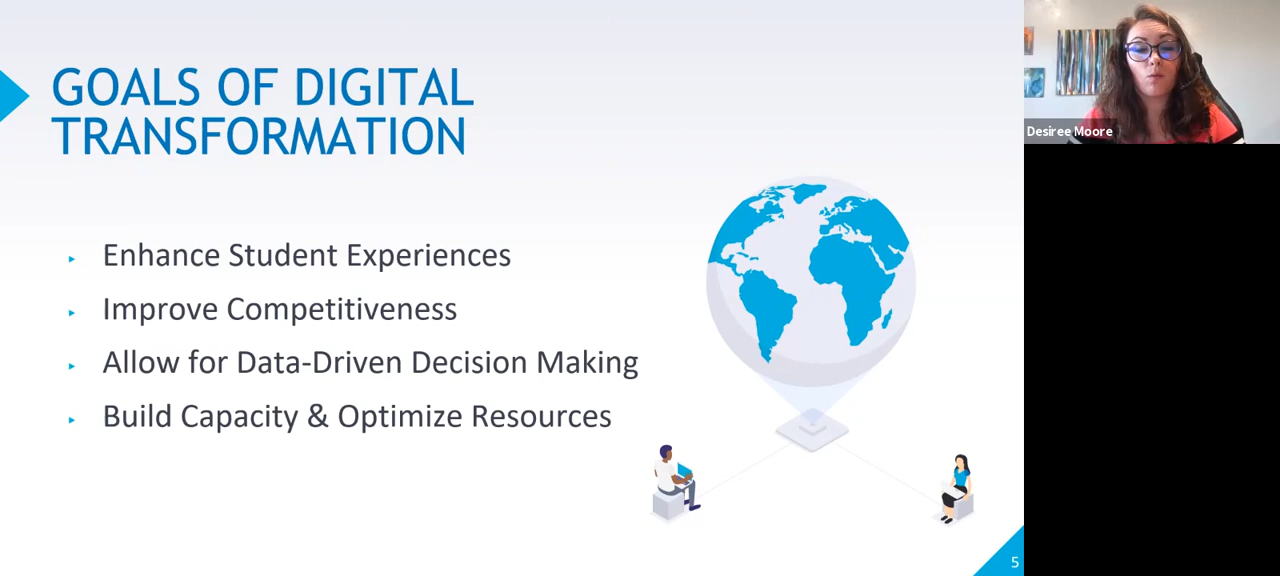 GOALS OF DIGITAL
TRANSFORMATION
Enhance Student Experiences
Improve Competitiveness
Allow for Data-Driven Decision Making
Build Capacity & Optimize Resources
5
Desiree Moore